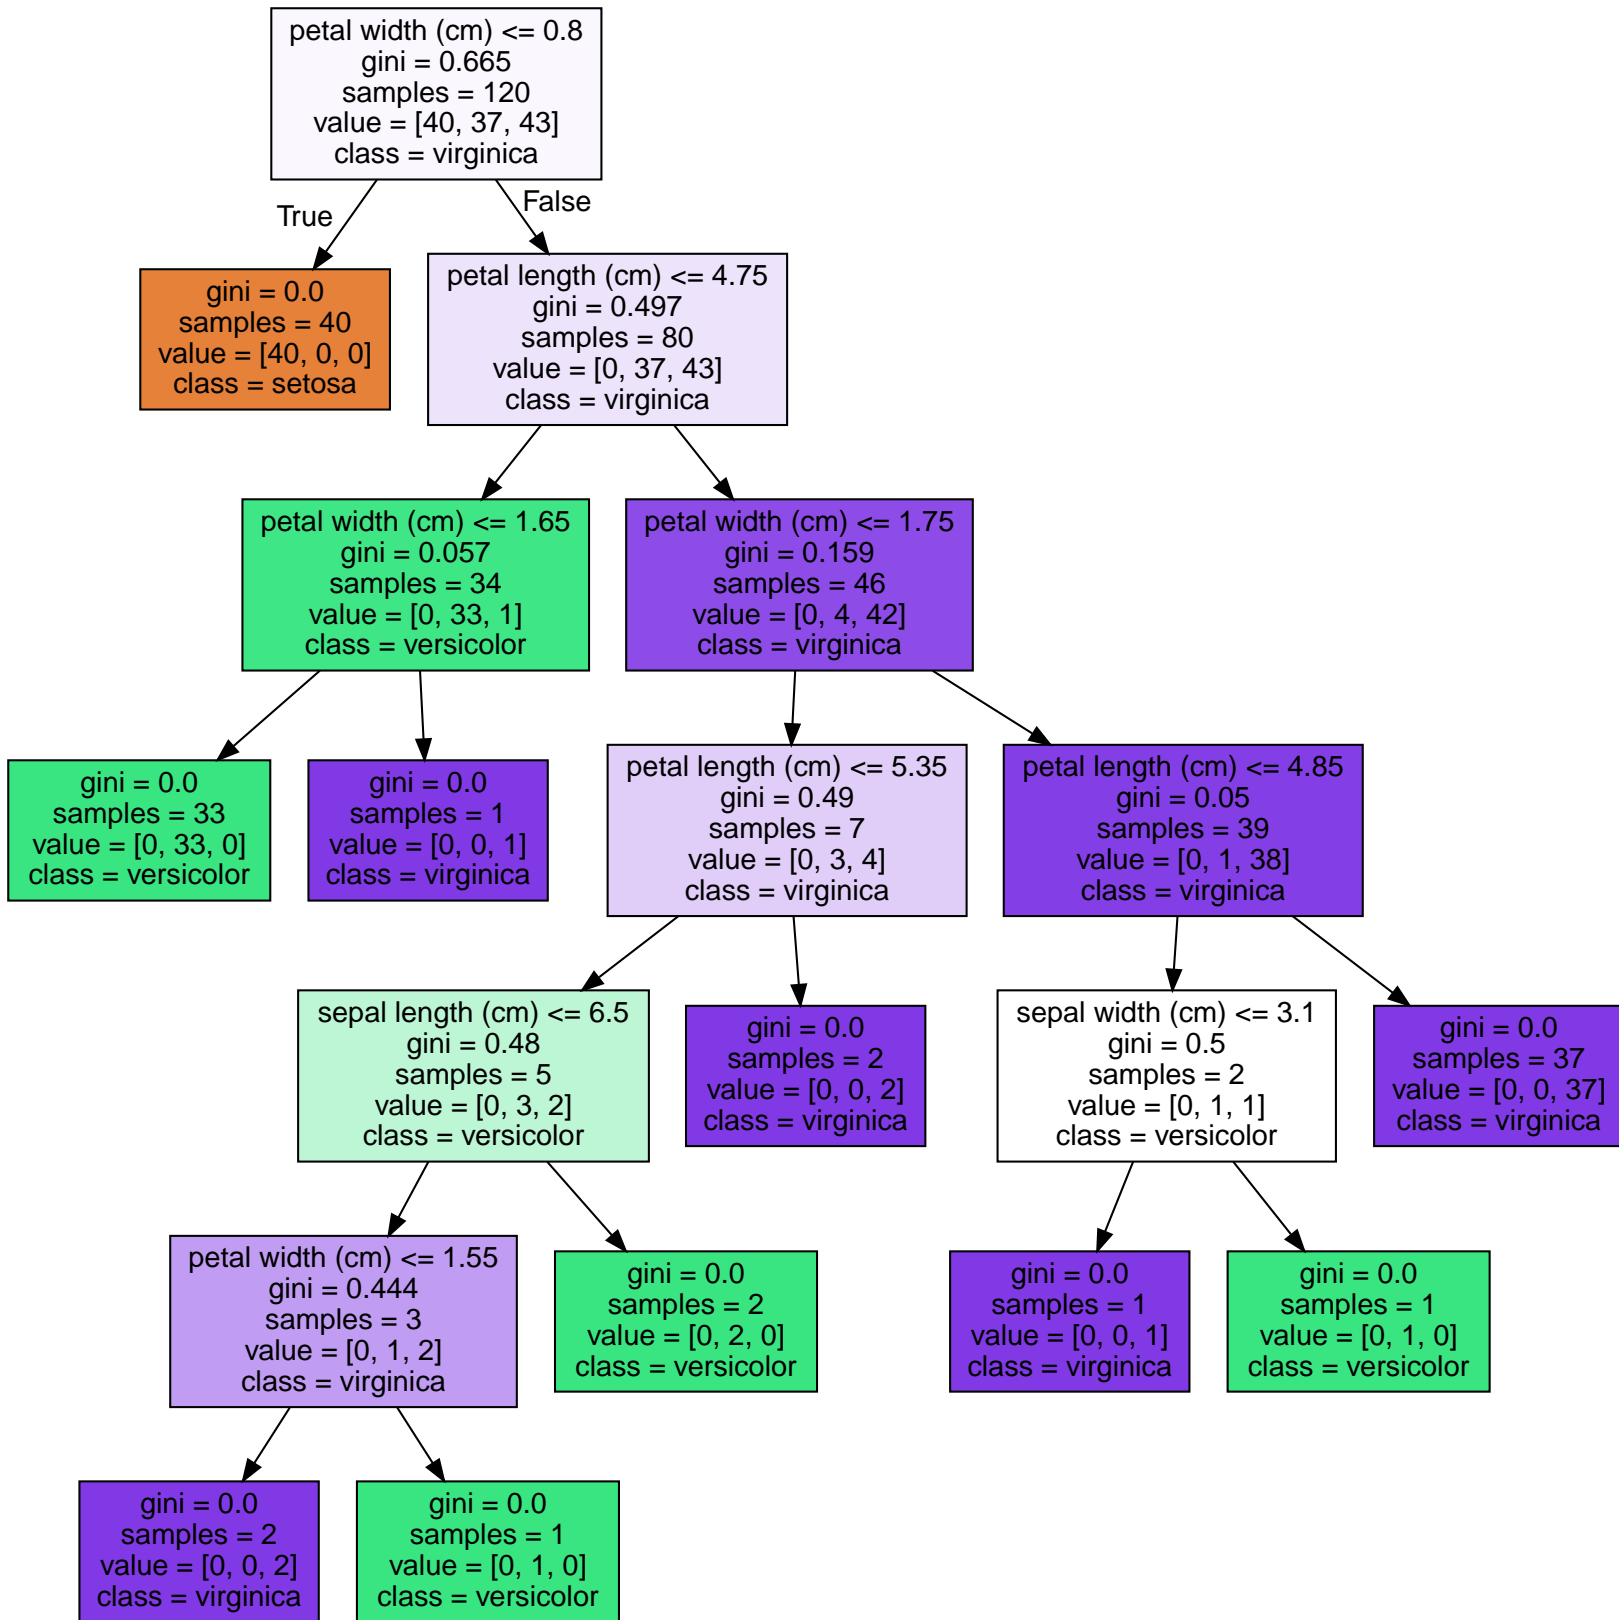 petal width (cm) <= 0.8
gini = 0.665
samples = 120
value = [40, 37, 43]
class = virginica
True
False
gini = 0.0
samples = 40
value = [40, 0, 0]
class = setosa
petal length (cm) <= 4.75
gini = 0.497
samples = 80
value = [0, 37, 43]
class = virginica
petal width (cm) <= 1.65
gini = 0.057
samples = 34
value = [0, 33, 1]
class = versicolor
petal width (cm) <= 1.75
gini = 0.159
samples = 46
value = [0, 4, 42]
class = virginica
gini = 0.0
samples = 33
value = [0, 33, 0]
class = versicolor
gini = 0.0
samples = 1
value = [0, 0, 1]
class = virginica
petal length (cm) <= 5.35
gini = 0.49
samples = 7
value = [0, 3, 4]
class = virginica
petal length (cm) <= 4.85
gini = 0.05
samples = 39
value = [0, 1, 38]
class = virginica
sepal length (cm) <= 6.5
gini = 0.48
samples = 5
value = [0, 3, 2]
class = versicolor
gini = 0.0
samples = 2
value = [0, 0, 2]
class = virginica
sepal width (cm) <= 3.1
gini = 0.5
samples = 2
value = [0, 1, 1]
class = versicolor
gini = 0.0
samples = 37
value = [0, 0, 37]
class = virginica
petal width (cm) <= 1.55
gini = 0.444
samples = 3
value = [0, 1, 2]
class = virginica
gini = 0.0
samples = 2
value = [0, 2, 0]
class = versicolor
gini = 0.0
samples = 1
value = [0, 0, 1]
class = virginica
gini = 0.0
samples = 1
value = [0, 1, 0]
class = versicolor
gini = 0.0
samples = 2
value = [0, 0, 2]
class = virginica
gini = 0.0
samples = 1
value = [0, 1, 0]
class = versicolor